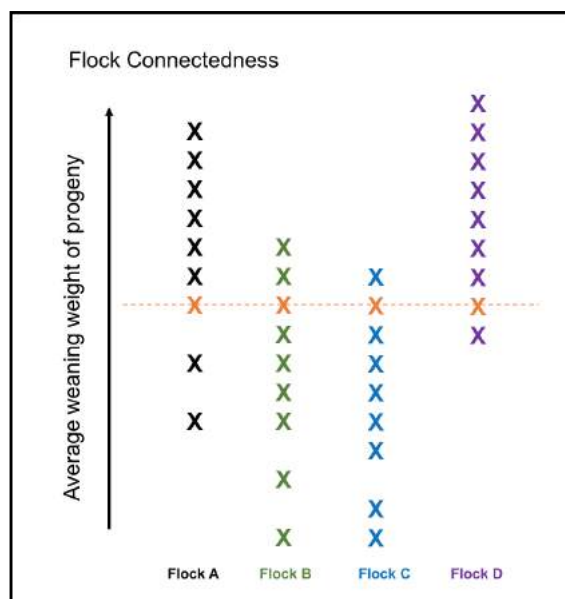 Flock Connectedness
Average weaning weight of progeny
Flock A
Flock B
Flock C
Flock D